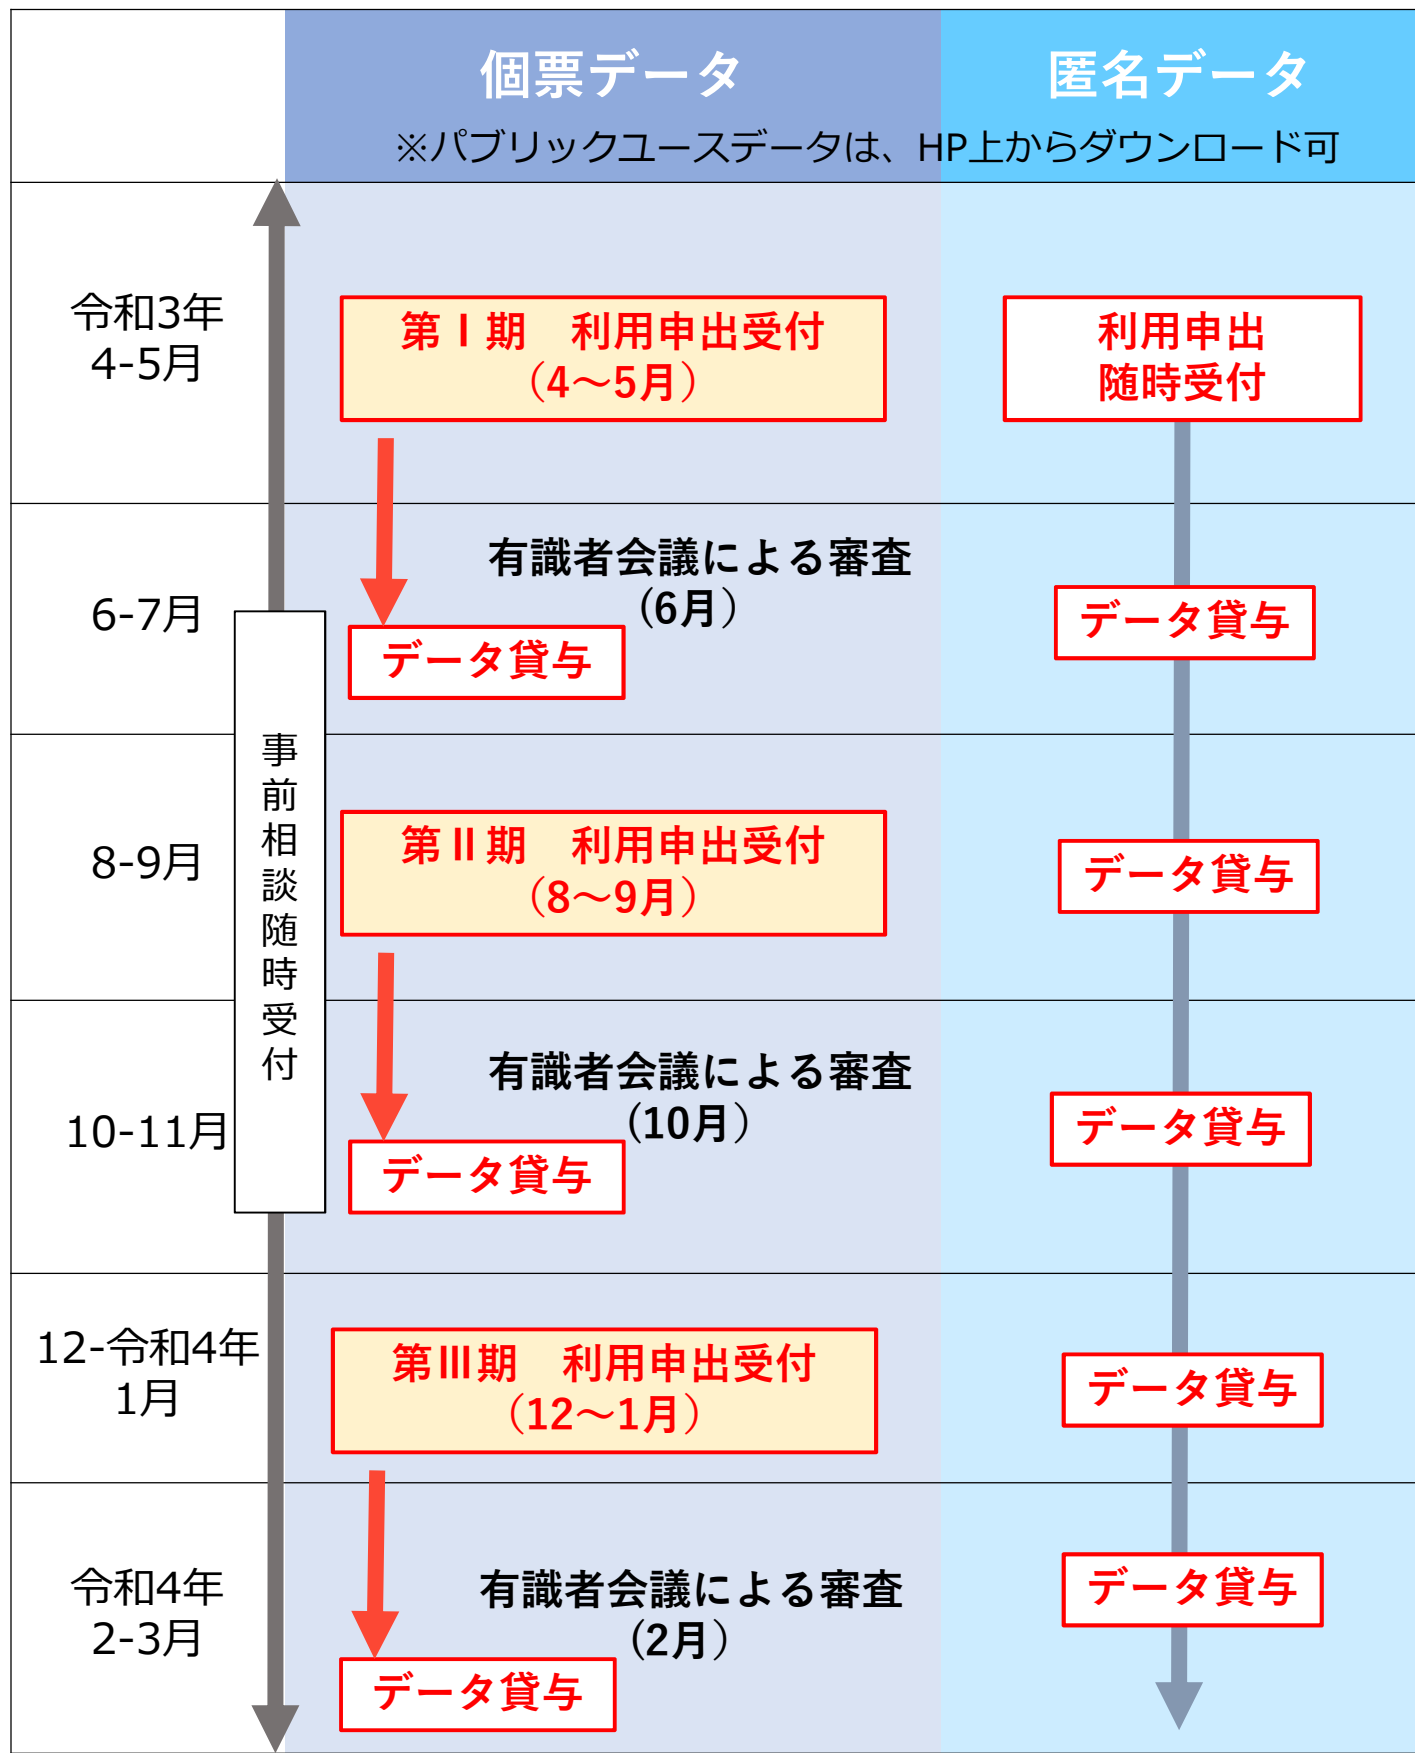 個票データ
匿名データ
※パブリックユースデータは、HP上からダウンロード可
令和3年
4-5月
第Ⅰ期　利用申出受付
（4～5月）
利用申出
随時受付
6-7月
有識者会議による審査
(6月）
データ貸与
データ貸与
事前相談随時受付
8-9月
第Ⅱ期　利用申出受付
（8～9月）
データ貸与
10-11月
有識者会議による審査
(10月）
データ貸与
データ貸与
12-令和4年
1月
第Ⅲ期　利用申出受付
（12～1月）
データ貸与
令和4年
2-3月
有識者会議による審査
(2月）
データ貸与
データ貸与